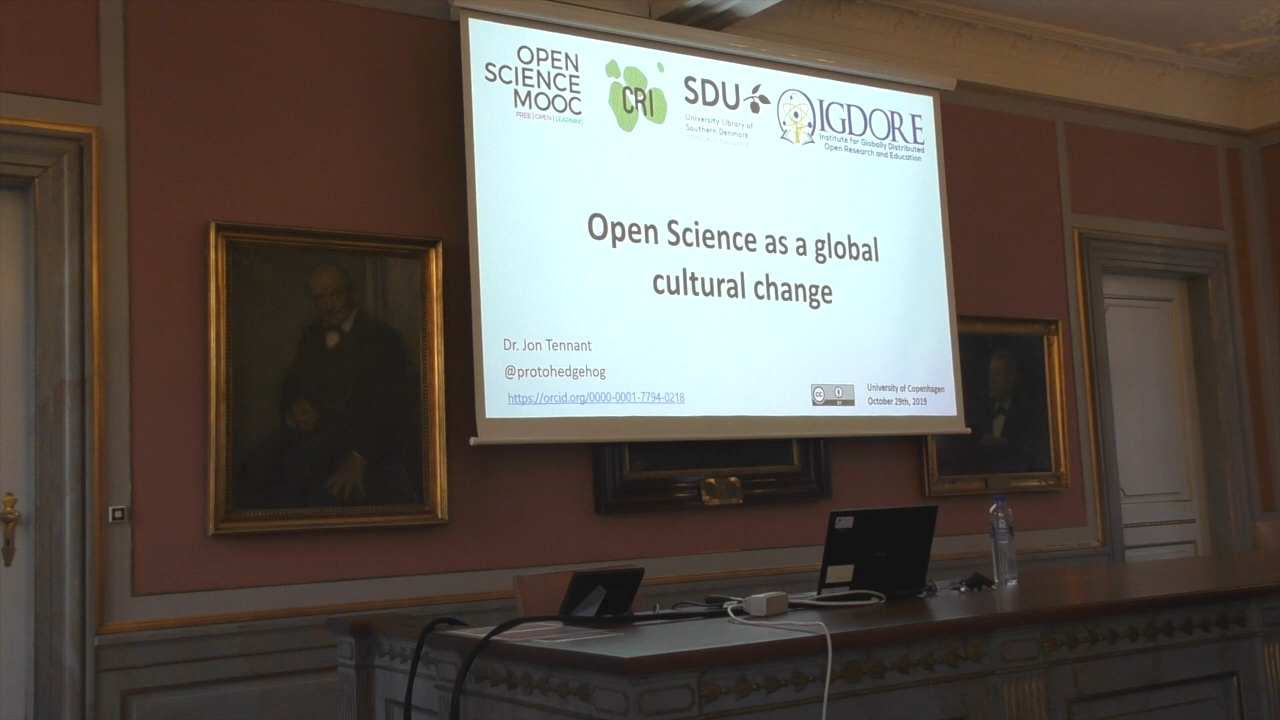 OPEN
SCIENCE
MOOC
FREE | OPEN | LEARNING
CRI
SDU
University Library of
Southern Denmark
IGDORE
Institute for Globally Distributed
Open Research and Education
Open Science as a global
cultural change
Dr. Jon Tennant
@protohedgehog
https://orcid.org/0000-0001-7794-0218
CC
BY
University of Copenhagen
October 29th, 2019